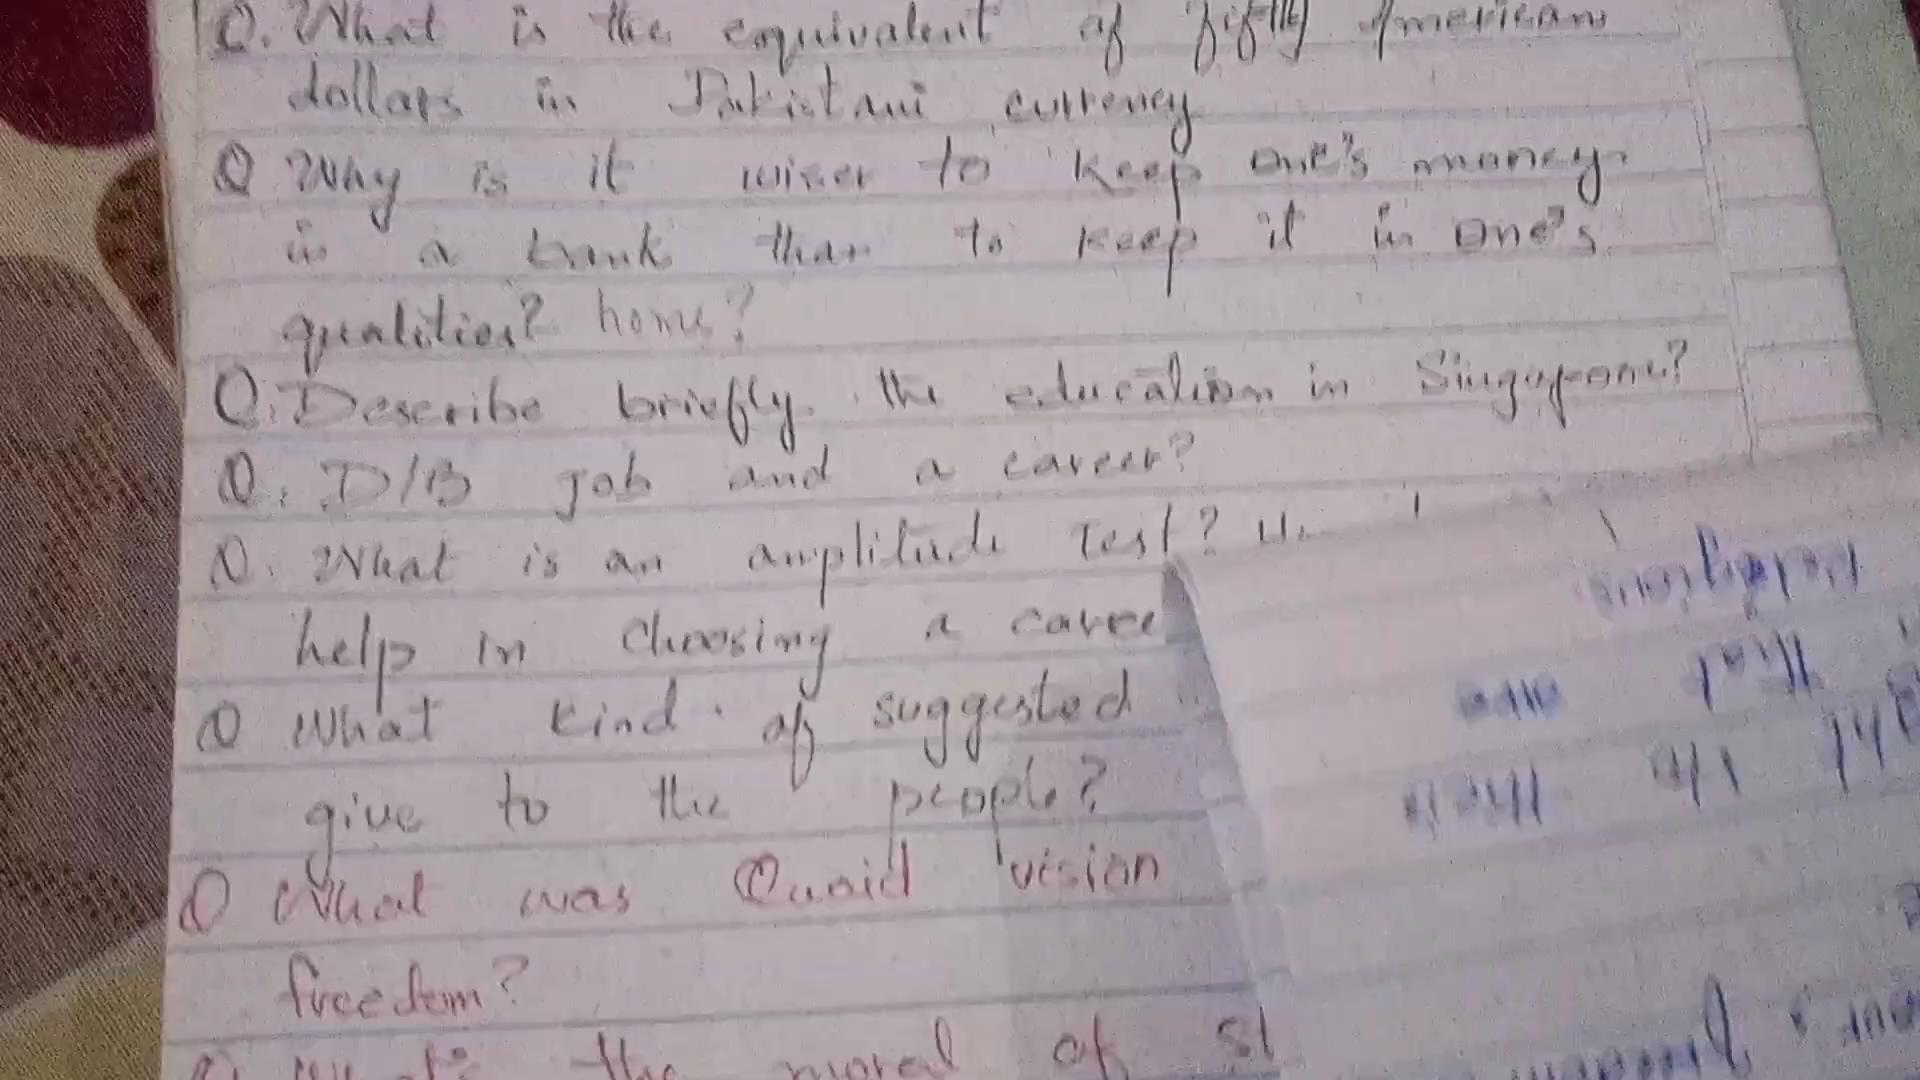 Q. What is the equivalent of fifty American
dollars in Pakistani currency
Q Why is it wiser to keep one's money
in a bank than to keep it in one's
qualities? home?
Q. Describe briefly the education in Singapore?
Q. D/B job and a career?
Q. What is an amplitude test?
help in choosing a caree
Q What kind of suggested
give to the people?
Q What was Quaid vision
freedom?
the moral of st